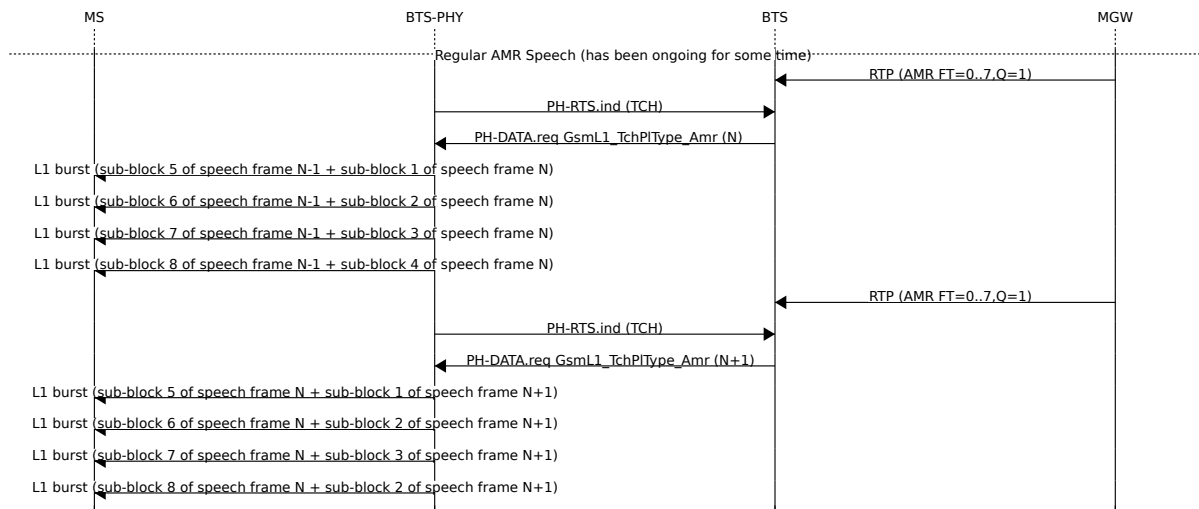 MS BTS-PHY BTS MGW
Regular AMR Speech (has been ongoing for some time)
RTP (AMR FT=0..7,Q=1)
PH-RTS.ind (TCH)
PH-DATA.req GsmL1_TchPlType_Amr (N)
L1 burst (sub-block 5 of speech frame N-1 + sub-block 1 of speech frame N)
L1 burst (sub-block 6 of speech frame N-1 + sub-block 2 of speech frame N)
L1 burst (sub-block 7 of speech frame N-1 + sub-block 3 of speech frame N)
L1 burst (sub-block 8 of speech frame N-1 + sub-block 4 of speech frame N)
RTP (AMR FT=0..7,Q=1)
PH-RTS.ind (TCH)
PH-DATA.req GsmL1_TchPlType_Amr (N+1)
L1 burst (sub-block 5 of speech frame N + sub-block 1 of speech frame N+1)
L1 burst (sub-block 6 of speech frame N + sub-block 2 of speech frame N+1)
L1 burst (sub-block 7 of speech frame N + sub-block 3 of speech frame N+1)
L1 burst (sub-block 8 of speech frame N + sub-block 2 of speech frame N+1)